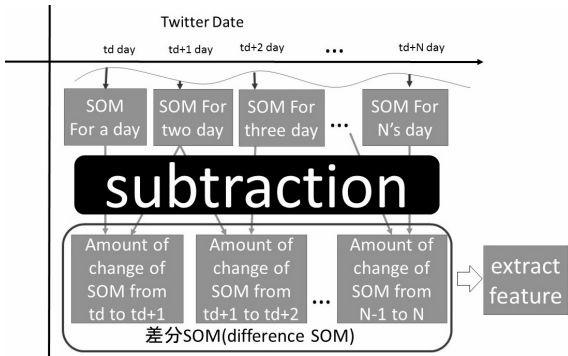 Twitter Date
td day
td+1 day
td+2 day
...
td+N day
SOM
For a day
SOM For
two day
SOM For
three day
...
SOM For
N's day
subtraction
Amount of
change of
SOM from
td to td+1
Amount of
change of
SOM from
td+1 to td+2
...
Amount of
change of
SOM from
N-1 to N
差分SOM(difference SOM)
extract
feature